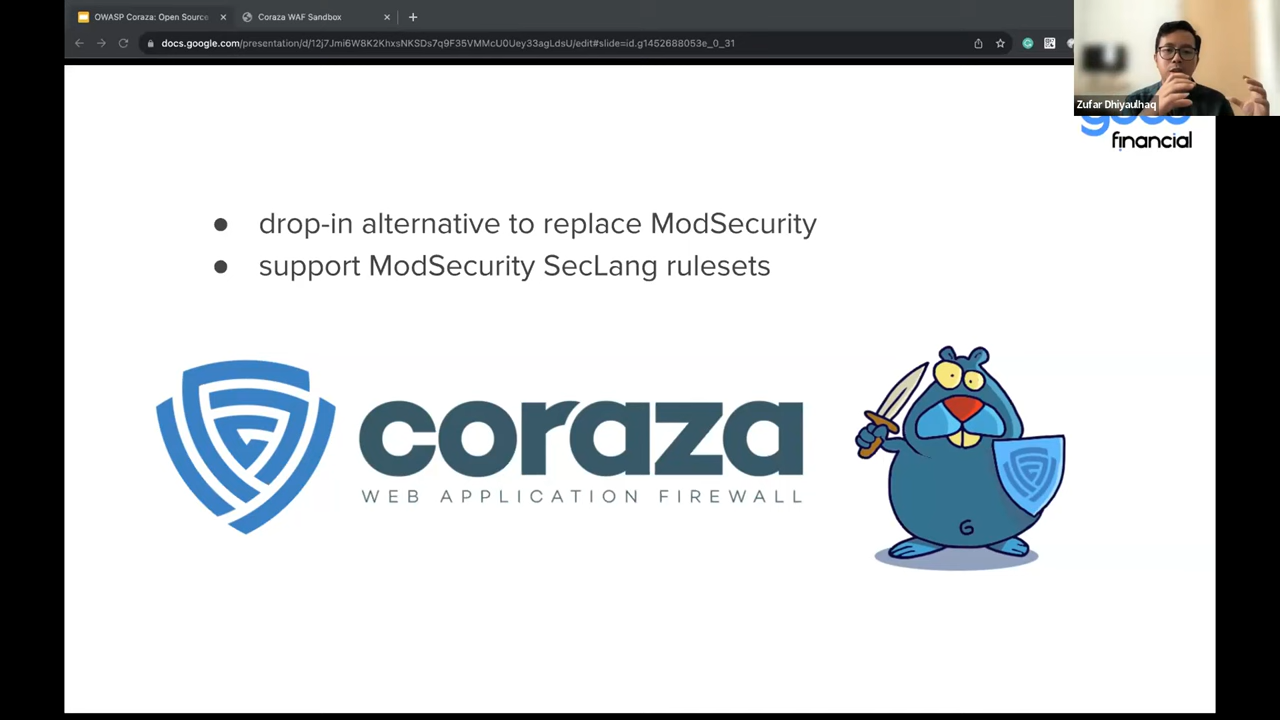 OWASP Coraza: Open Source
Coraza WAF Sandbox
docs.google.com/presentation/d/12j7Jmi6W8K2KhxsNKSDs7q9F35VMMcU0Uey33agLdsU/edit#slide=id.g1452688053e_0_31
Zufar Dhiyaulhaq
financial
● drop-in alternative to replace ModSecurity
● support ModSecurity SecLang rulesets
coraza
WEB APPLICATION FIREWALL